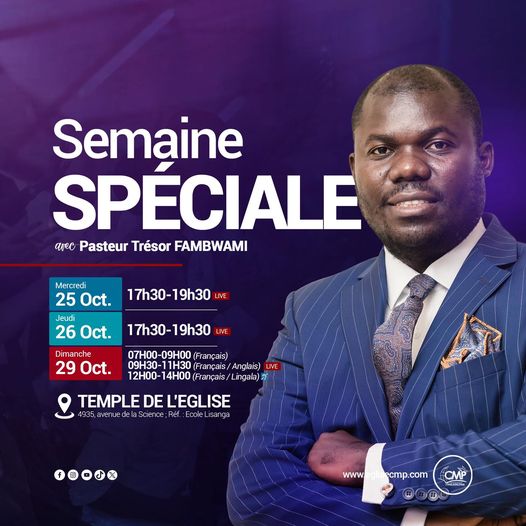 Semaine
SPÉCIALE
avec Pasteur Trésor FAMBWAMI
Mercredi
25 Oct.
17h30-19h30 LIVE
Jeudi
26 Oct.
17h30-19h30 LIVE
Dimanche
29 Oct.
07H00-09H00 (Français)
09H30-11H30 (Français / Anglais) LIVE
12H00-14H00 (Français / Lingala)
TEMPLE DE L'EGLISE
4935, avenue de la Science ; Réf. : Ecole Lisanga
www.eglisecmp.com
CMP